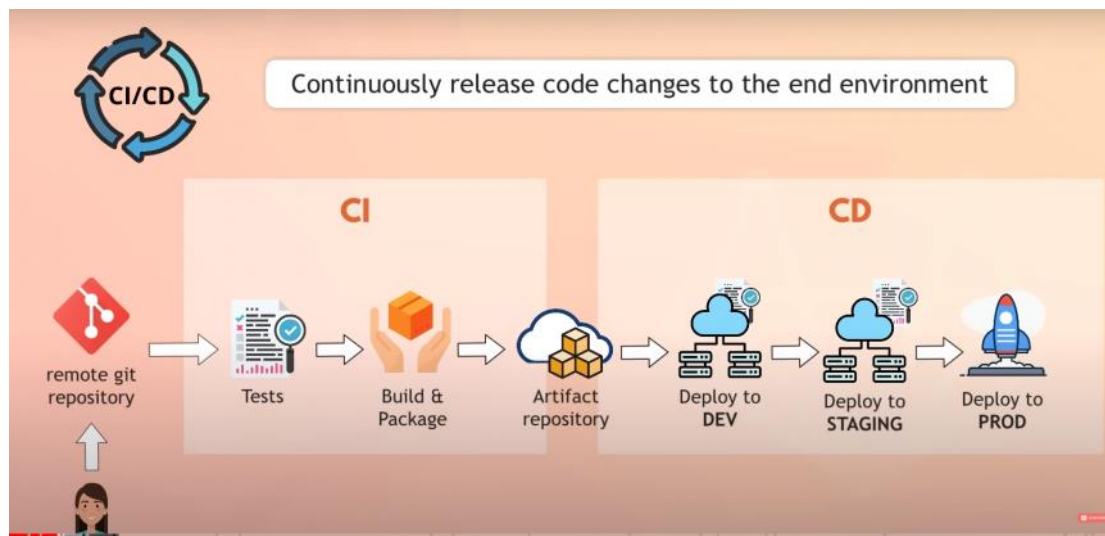 CI/CD
Continuously release code changes to the end environment
CI
CD
remote git
repository
Tests
Build &
Package
Artifact
repository
Deploy to
DEV
Deploy to
STAGING
Deploy to
PROD